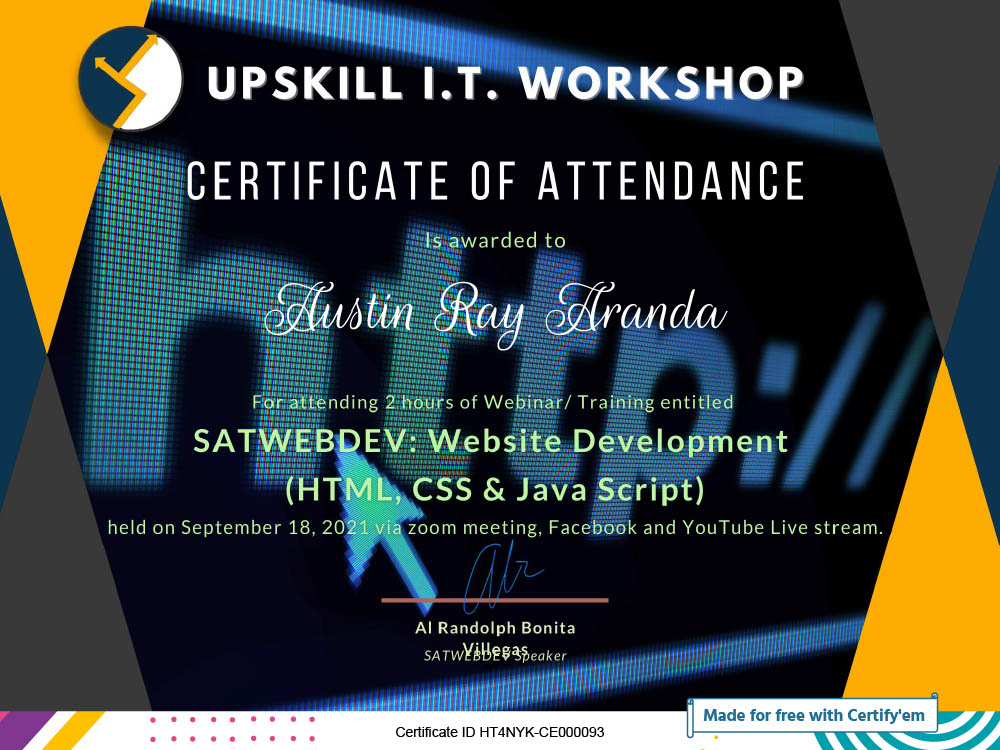 UPSKILL I.T. WORKSHOP
CERTIFICATE OF ATTENDANCE
Is awarded to
Austin Ray Aranda
For attending 2 hours of Webinar/ Training entitled
SATWEBDEV: Website Development
(HTML, CSS & Java Script)
held on September 18, 2021 via zoom meeting, Facebook and YouTube Live stream.
Al Randolph Bonita
Villegas
SATWEBDEV Speaker
Made for free with Certify'em
Certificate ID HT4NYK-CE000093
http://